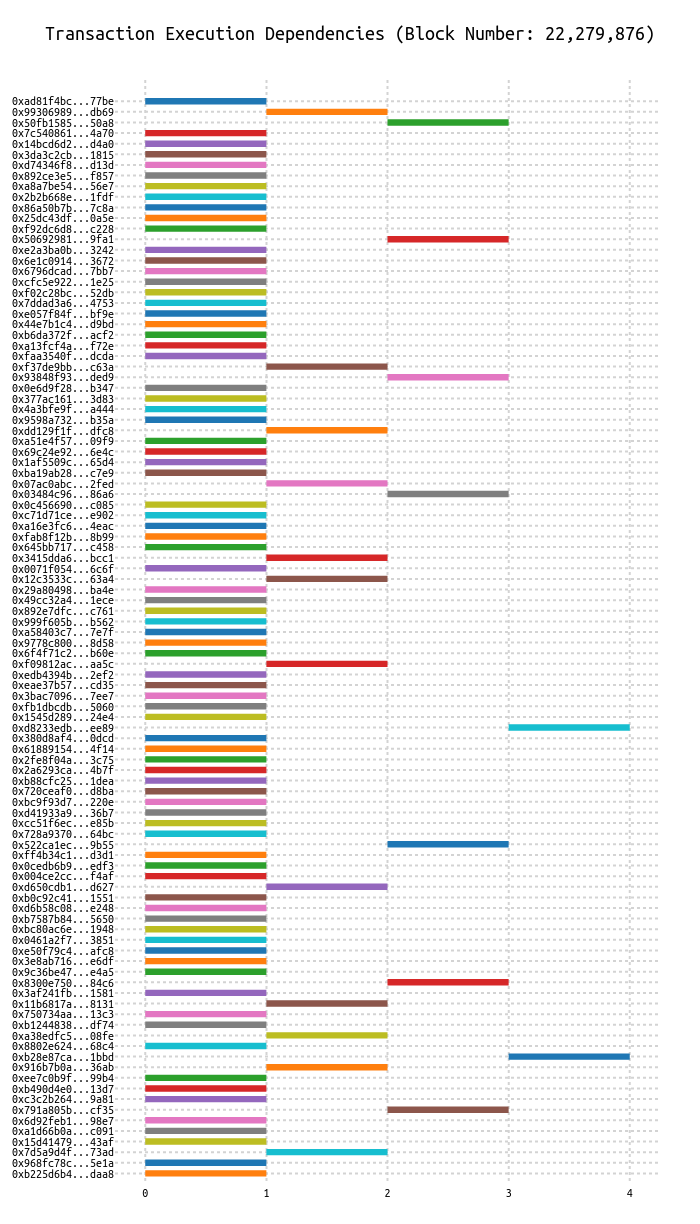 Transaction Execution Dependencies (Block Number: 22,279,876)
0xad81f4bc...77be
0x99306989...db69
0x50fb1585...50a8
0x7c540861...4a70
0x14bcd6d2...d4a0
0x3da3c2cb...1815
0xd74346f8...d13d
0x892ce3e5...f857
0xa8a7be54...56e7
0x2b2b668e...1fdf
0x86a50b7b...7c8a
0x25dc43df...0a5e
0xf92dc6d8...c228
0x50692981...9fa1
0xe2a3ba0b...3242
0x6e1c0914...3672
0x6796dcad...7bb7
0xcfc5e922...1e25
0xf02c28bc...52db
0x7ddad3a6...4753
0xe057f84f...bf9e
0x44e7b1c4...d9bd
0xb6da372f...acf2
0xa13fcf4a...f72e
0xfaa3540f...dcda
0xf37de9bb...c63a
0x93848f93...ded9
0x0e6d9f28...b347
0x377ac161...3d83
0x4a3bfe9f...a444
0x9598a732...b35a
0xdd129f1f...dfc8
0xa51e4f57...09f9
0x69c24e92...6e4c
0x1af5509c...65d4
0xba19ab28...c7e9
0x07ac0abc...2fed
0x03484c96...86a6
0x0c456690...c085
0xc71d71ce...e902
0xa16e3fc6...4eac
0xfab8f12b...8b99
0x645bb717...c458
0x3415dda6...bcc1
0x0071f054...6c6f
0x12c3533c...63a4
0x29a80498...ba4e
0x49cc32a4...1ece
0x892e7dfc...c761
0x999f605b...b562
0xa58403c7...7e7f
0x9778c800...8d58
0x6f4f71c2...b60e
0xf09812ac...aa5c
0xedb4394b...2ef2
0xeae37b57...cd35
0x3bac7096...7ee7
0xfb1dbcdb...5060
0x1545d289...24e4
0xd8233edb...ee89
0x380d8af4...0dcd
0x61889154...4f14
0x2fe8f04a...3c75
0x2a6293ca...4b7f
0xb88cfc25...1dea
0x720ceaf0...d8ba
0xbc9f93d7...220e
0xd41933a9...36b7
0xcc51f6ec...e85b
0x728a9370...64bc
0x522ca1ec...9b55
0xff4b34c1...d3d1
0x0cedb6b9...edf3
0x004ce2cc...f4af
0xd650cdb1...d627
0xb0c92c41...1551
0xd6b58c08...e248
0xb7587b84...5650
0xbc80ac6e...1948
0x0461a2f7...3851
0xe50f79c4...afc8
0x3e8ab716...e6df
0x9c36be47...e4a5
0x8300e750...84c6
0x3af241fb...1581
0x11b6817a...8131
0x750734aa...13c3
0xb1244838...df74
0xa38edfc5...08fe
0x8802e624...68c4
0xb28e87ca...1bbd
0x916b7b0a...36ab
0xee7c0b9f...99b4
0xb490d4e0...13d7
0xc3c2b264...9a81
0x791a805b...cf35
0x6d92feb1...98e7
0xa1d66b0a...c091
0x15d41479...43af
0x7d5a9d4f...73ad
0x968fc78c...5e1a
0xb225d6b4...daa8
0 1 2 3 4